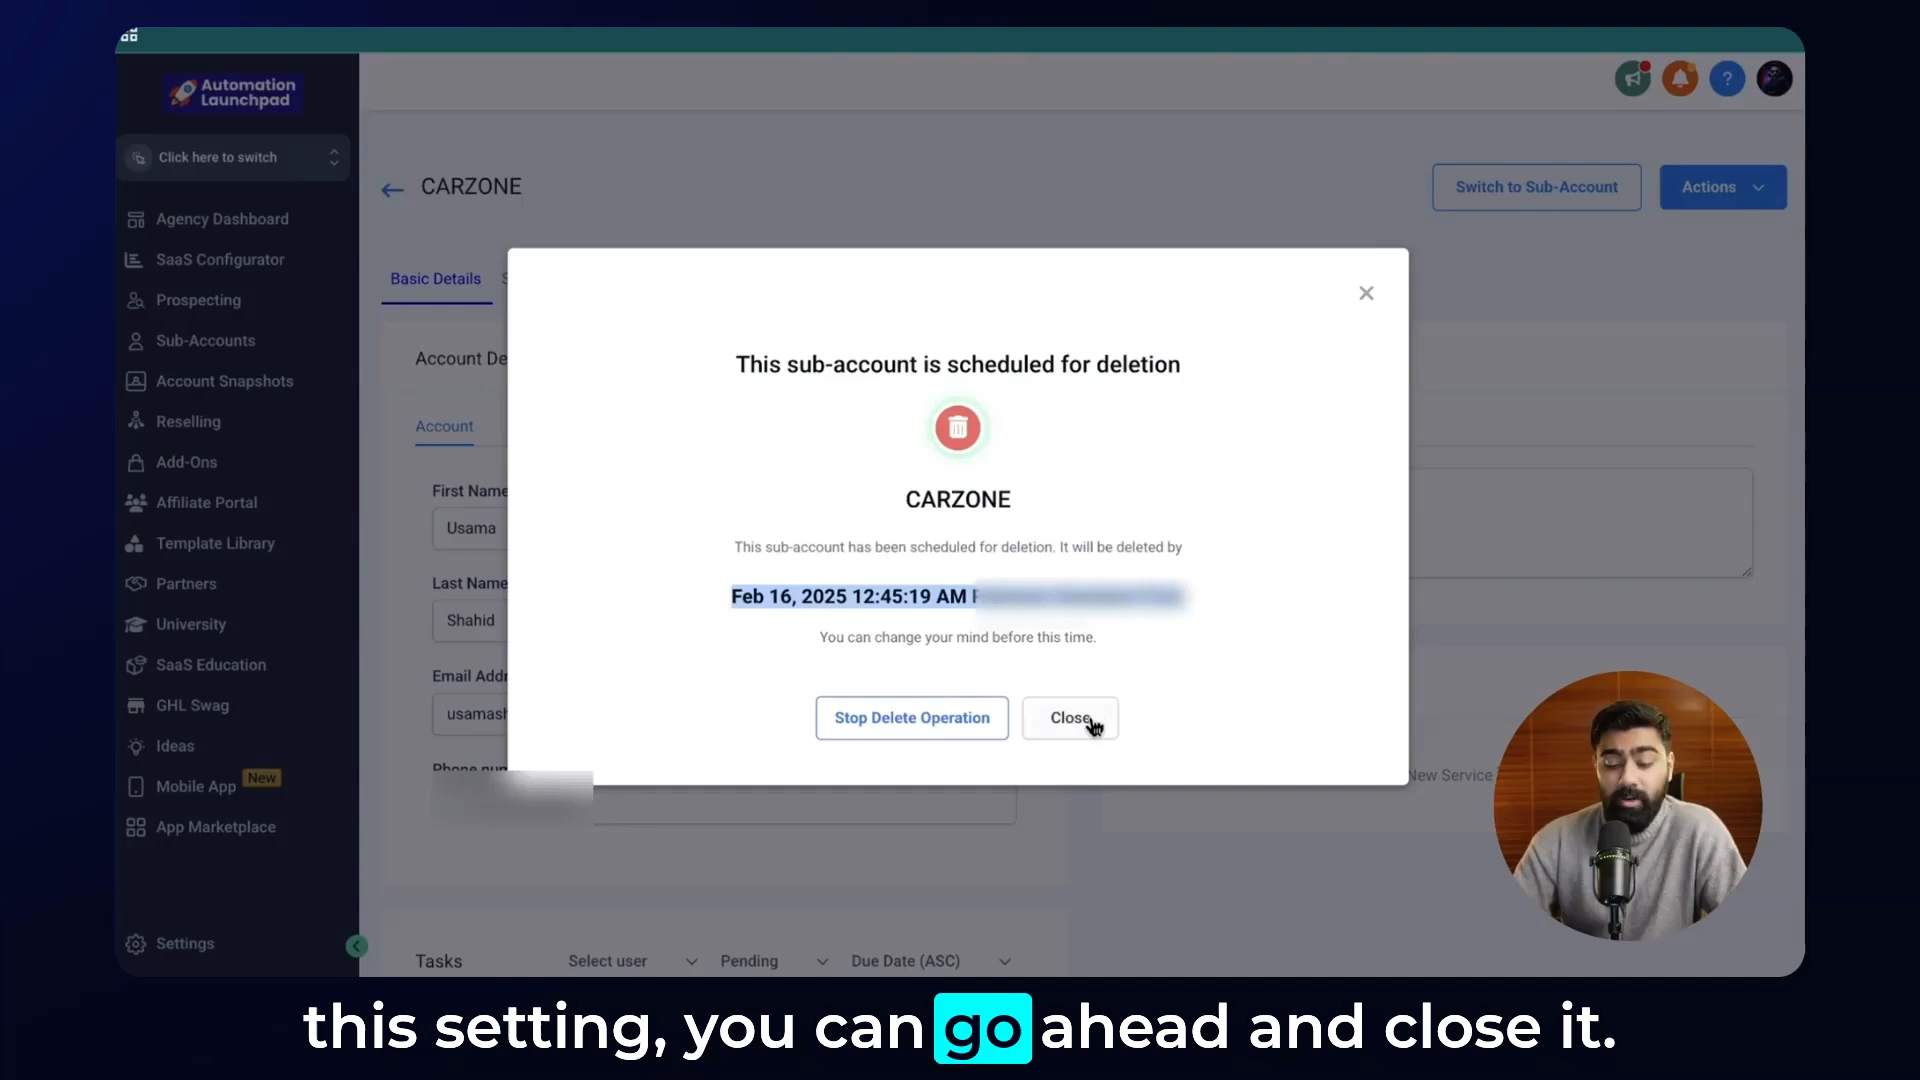 Automation
Launchpad
Click here to switch
Agency Dashboard
SaaS Configurator
Prospecting
Sub-Accounts
Account Snapshots
Reselling
Add-Ons
Affiliate Portal
Template Library
Partners
University
SaaS Education
GHL Swag
Ideas
Mobile App New
App Marketplace
Settings
CARZONE
Switch to Sub-Account
Actions
Basic Details
Account De
Account
First Name
Usama
Last Name
Shahid
Email Addr
usamash
Phone num
This sub-account is scheduled for deletion
CARZONE
This sub-account has been scheduled for deletion. It will be deleted by
Feb 16, 2025 12:45:19 AM
You can change your mind before this time.
Stop Delete Operation
Close
New Service
Tasks
Select user
Pending
Due Date (ASC)
this setting, you can go ahead and close it.